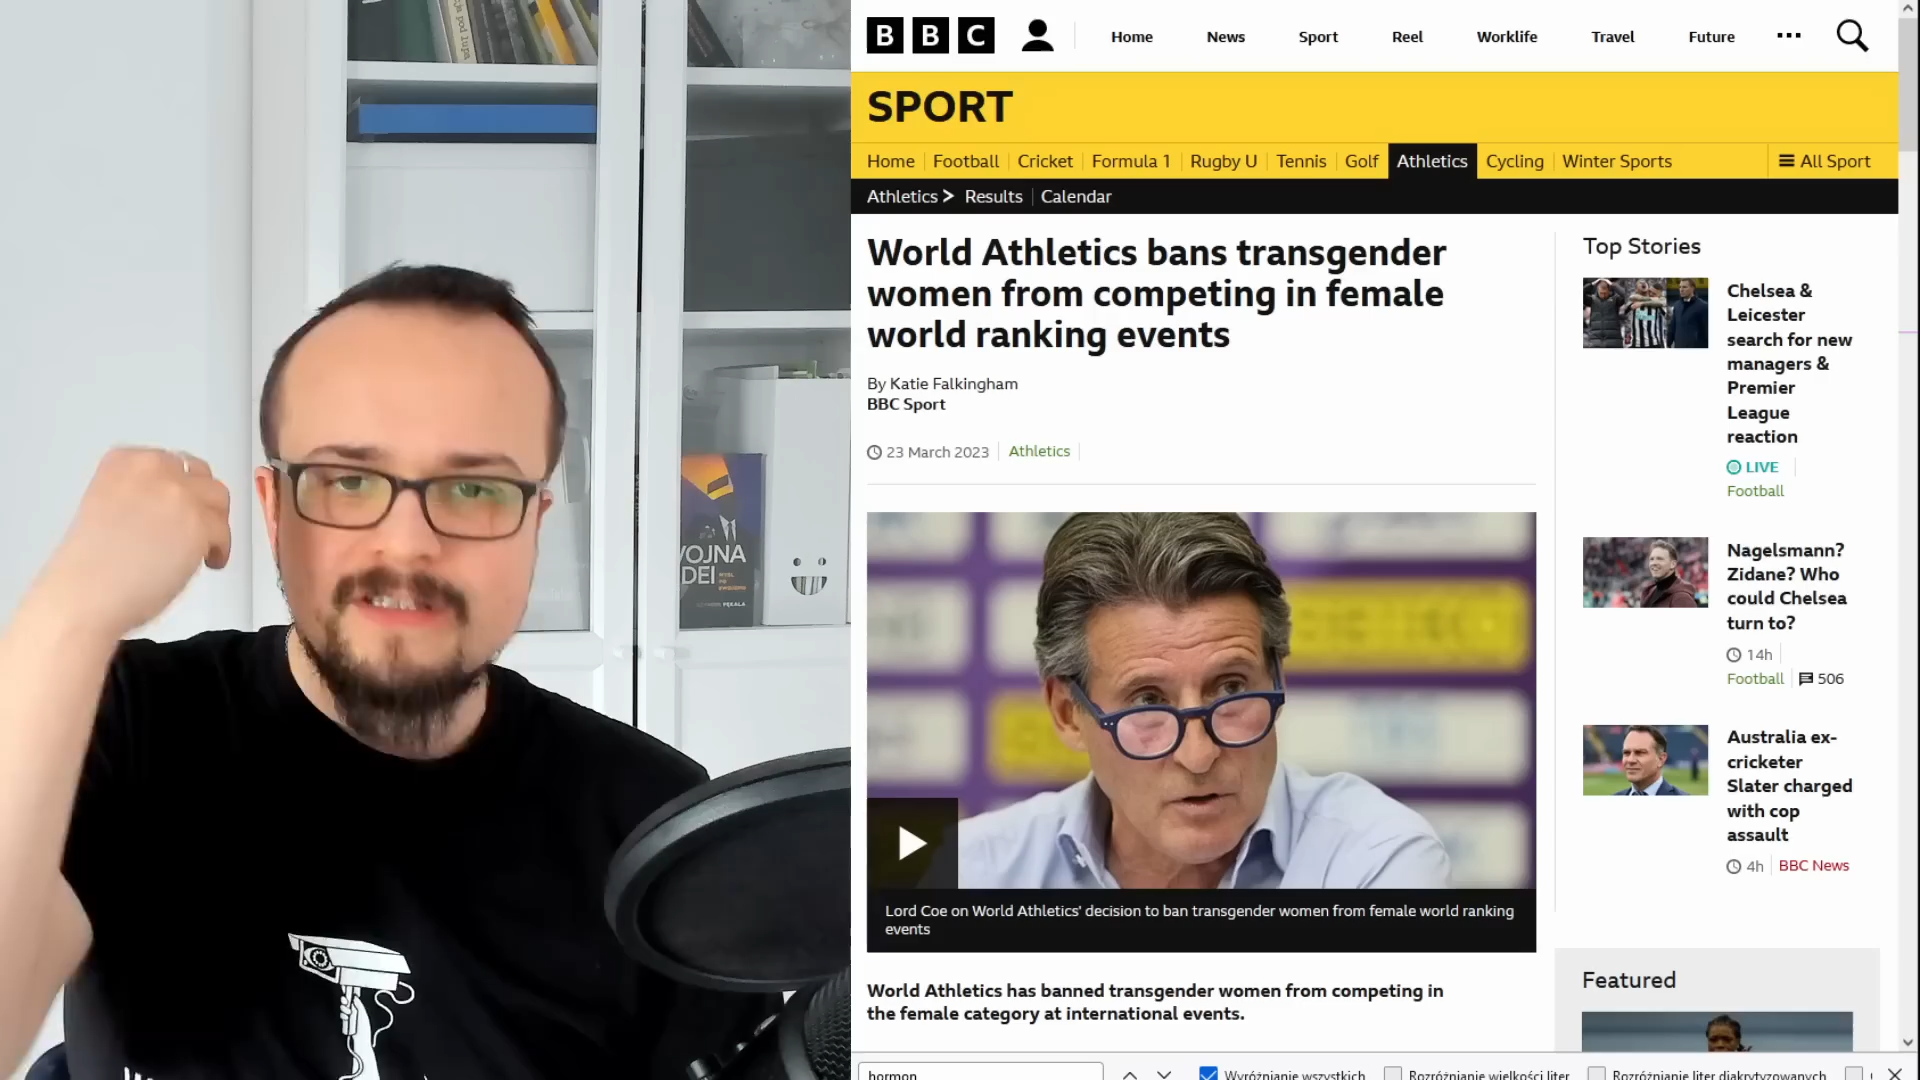 BBC
Home
News
Sport
Reel
Worklife
Travel
Future
SPORT
Home
Football
Cricket
Formula 1
Rugby U
Tennis
Golf
Athletics
Cycling
Winter Sports
All Sport
Athletics
Results
Calendar
World Athletics bans transgender
women from competing in female
world ranking events
By Katie Falkingham
BBC Sport
23 March 2023
Athletics
Lord Coe on World Athletics' decision to ban transgender women from female world ranking
events
World Athletics has banned transgender women from competing in
the female category at international events.
Top Stories
Chelsea &
Leicester
search for new
managers &
Premier
League
reaction
LIVE
Football
Nagelsmann?
Zidane? Who
could Chelsea
turn to?
14h
Football
506
Australia ex-
cricketer
Slater charged
with cop
assault
4h
BBC News
Featured
hormon
Wyróżnianie wszystkich
Rozróżnianie wielkości liter
Rozróżnianie liter diakrytyzowanych